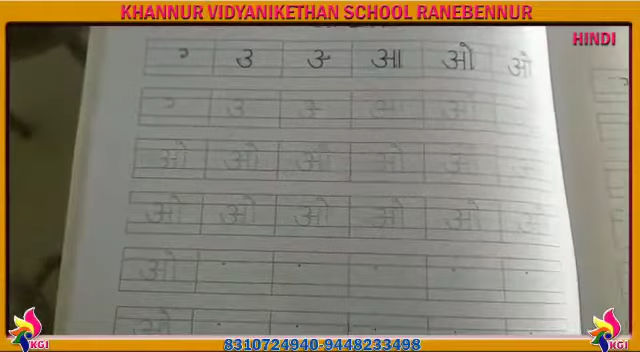 KHANNUR VIDYANIKETHAN SCHOOL RANEBENNUR
HINDI
उ अ आ ओ ओ
ओ ओ ओ ओ ओ
ओ ओ ओ ओ ओ ओ
ओ
ओ
KGI 8310724940-9448233498 KGI